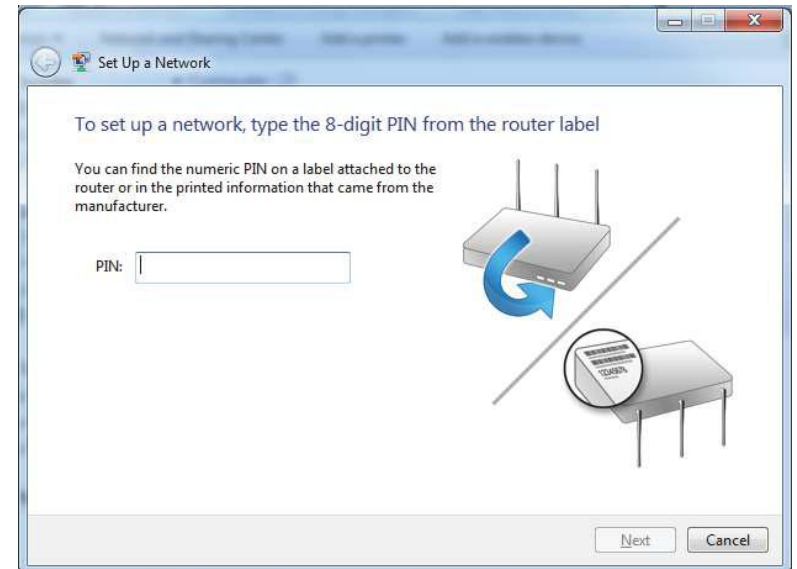 Set Up a Network
To set up a network, type the 8-digit PIN from the router label
You can find the numeric PIN on a label attached to the
router or in the printed information that came from the
manufacturer.
PIN:
12345678
Next
Cancel